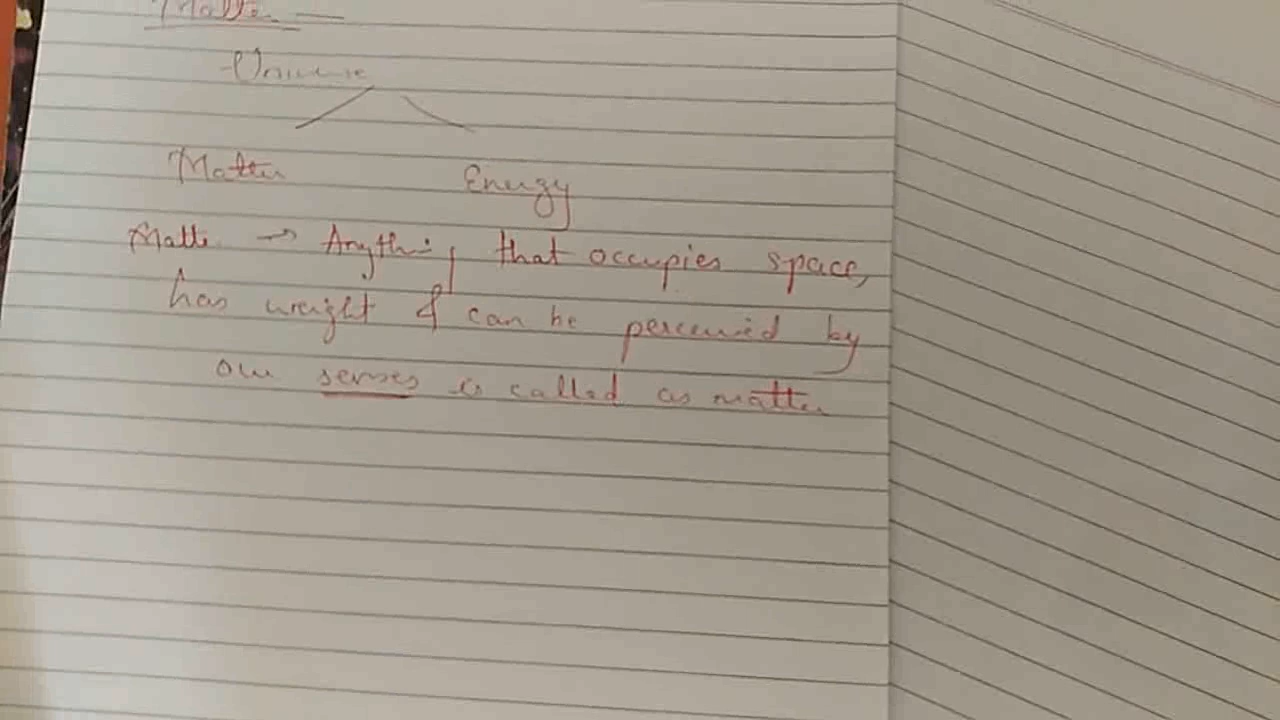 Matter —
Universe
Matter Energy
Matter → Anything that occupies space,
has weight & can be perceived by
our senses is called as matter